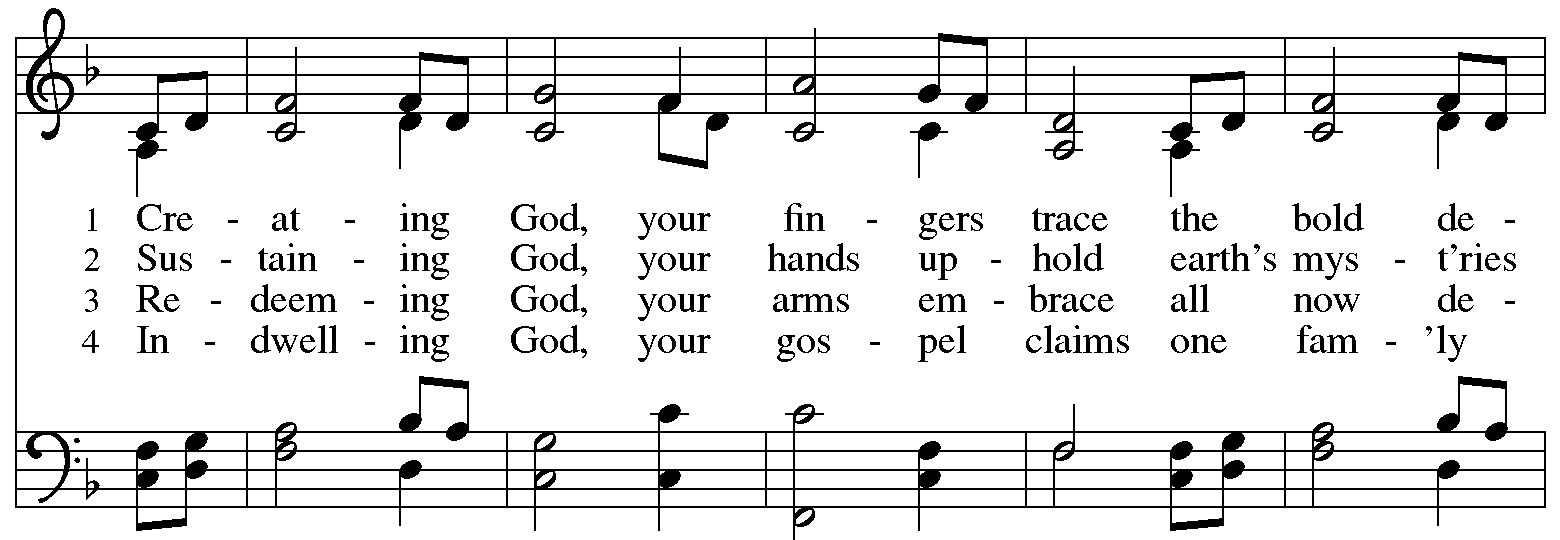 1 Cre - at - ing God, your fin - gers trace the bold de -
2 Sus - tain - ing God, your hands up - hold earth's mys - t'ries
3 Re - deem - ing God, your arms em - brace all now de -
4 In - dwell - ing God, your gos - pel claims one fam - 'ly